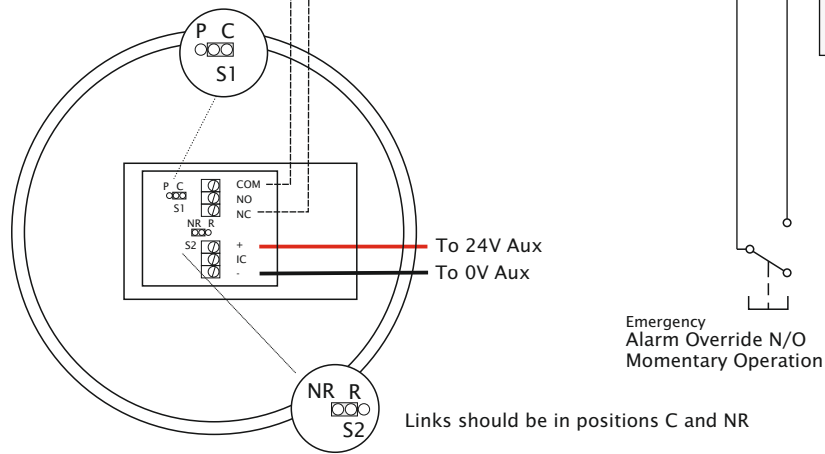 P C
S1
P C
S1
COM
NO
NC
NR R
S2
+
IC
-
To 24V Aux
To 0V Aux
NR R
S2
Links should be in positions C and NR
Emergency
Alarm Override N/O
Momentary Operation